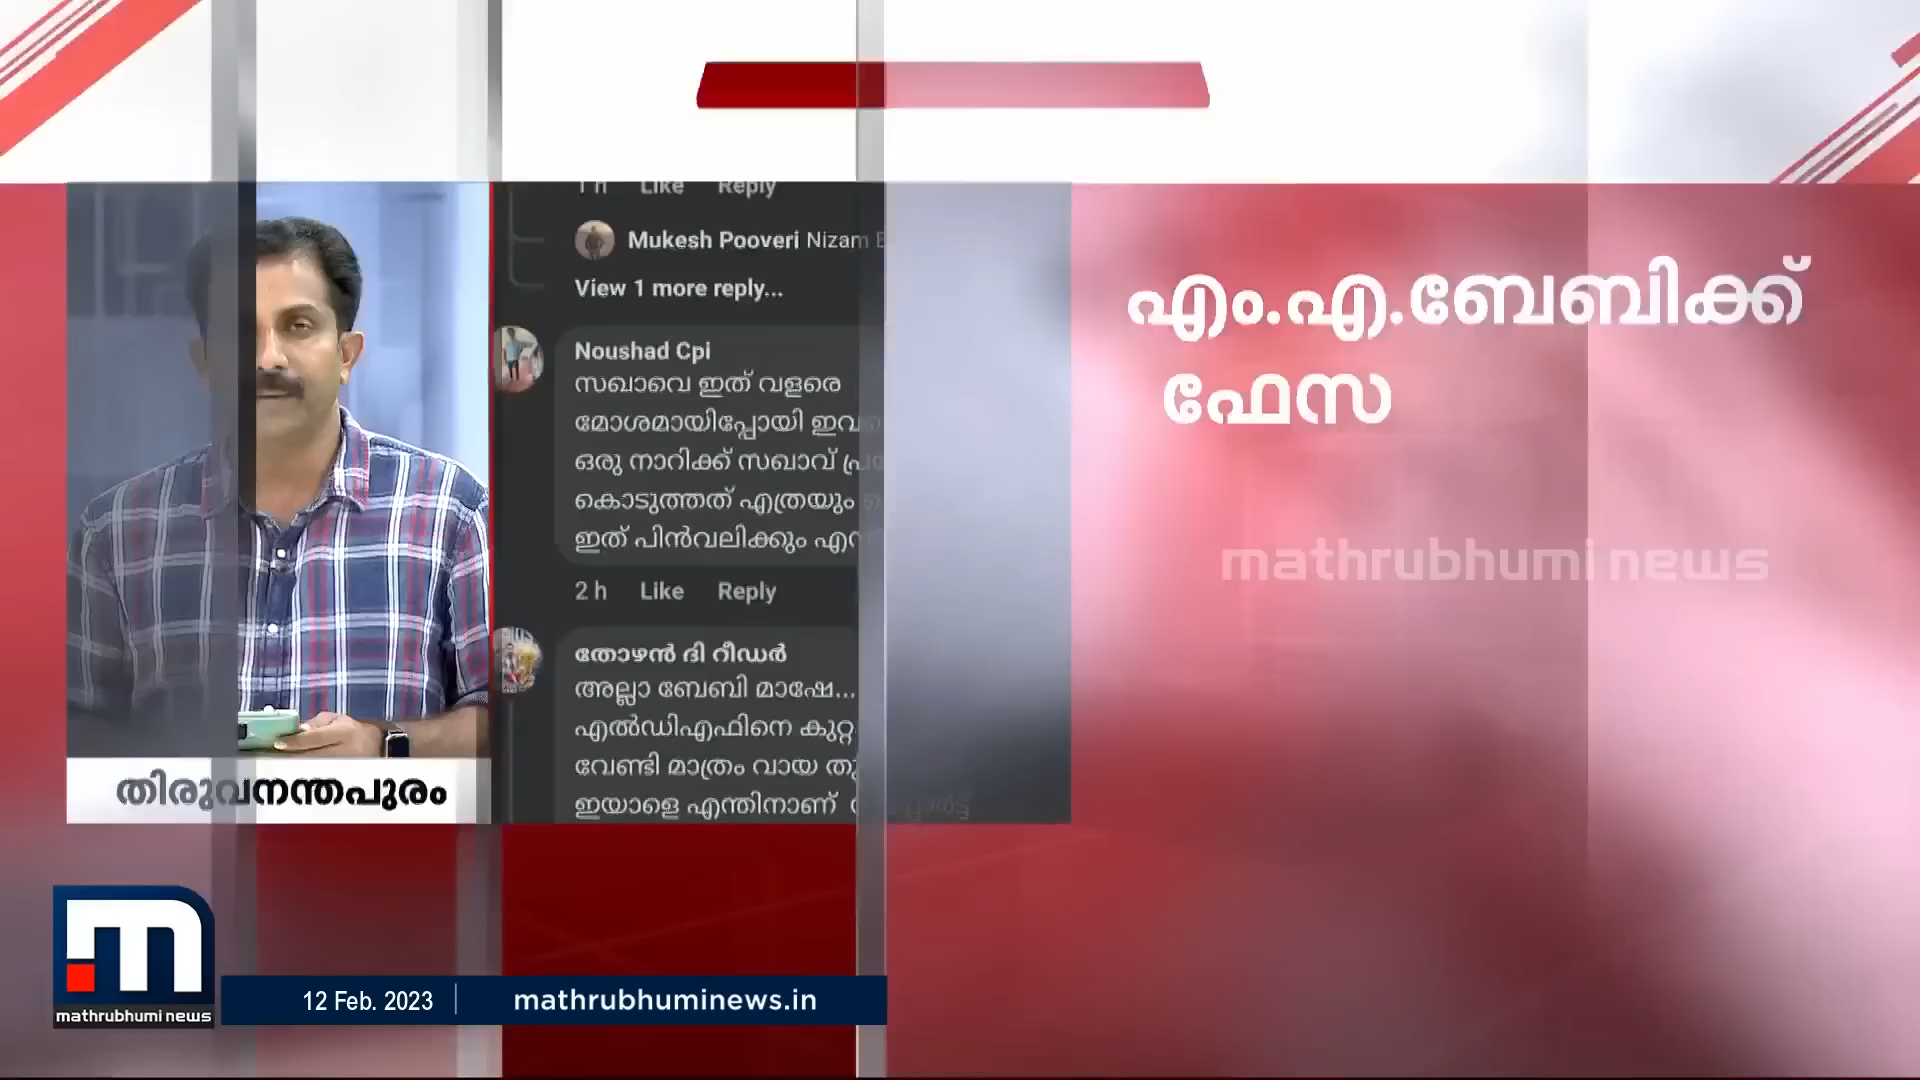 1 h Like Reply
Mukesh Pooveri Nizam
View 1 more reply...
Noushad Cpi
സഖാവെ ഇത് വളരെ
മോശമായിപ്പോയി
ഒരു നാറിക്ക് സഖാവ്
കൊടുത്തത് എത്രയും
ഇത് പിൻവലിക്കും
2 h Like Reply
തോഴൻ ദി റീഡർ
അല്ലാ ബേബി മാഷേ...
എൽഡിഎഫിനെ
വേണ്ടി മാത്രം വായ
ഇയാളെ എന്തിനാണ്
തിരുവനന്തപുരം
എം.എ.ബേബിക്ക്
ഫേസ
mathrubhumi news
mathrubhumi news
12 Feb. 2023 mathrubhuminews.in